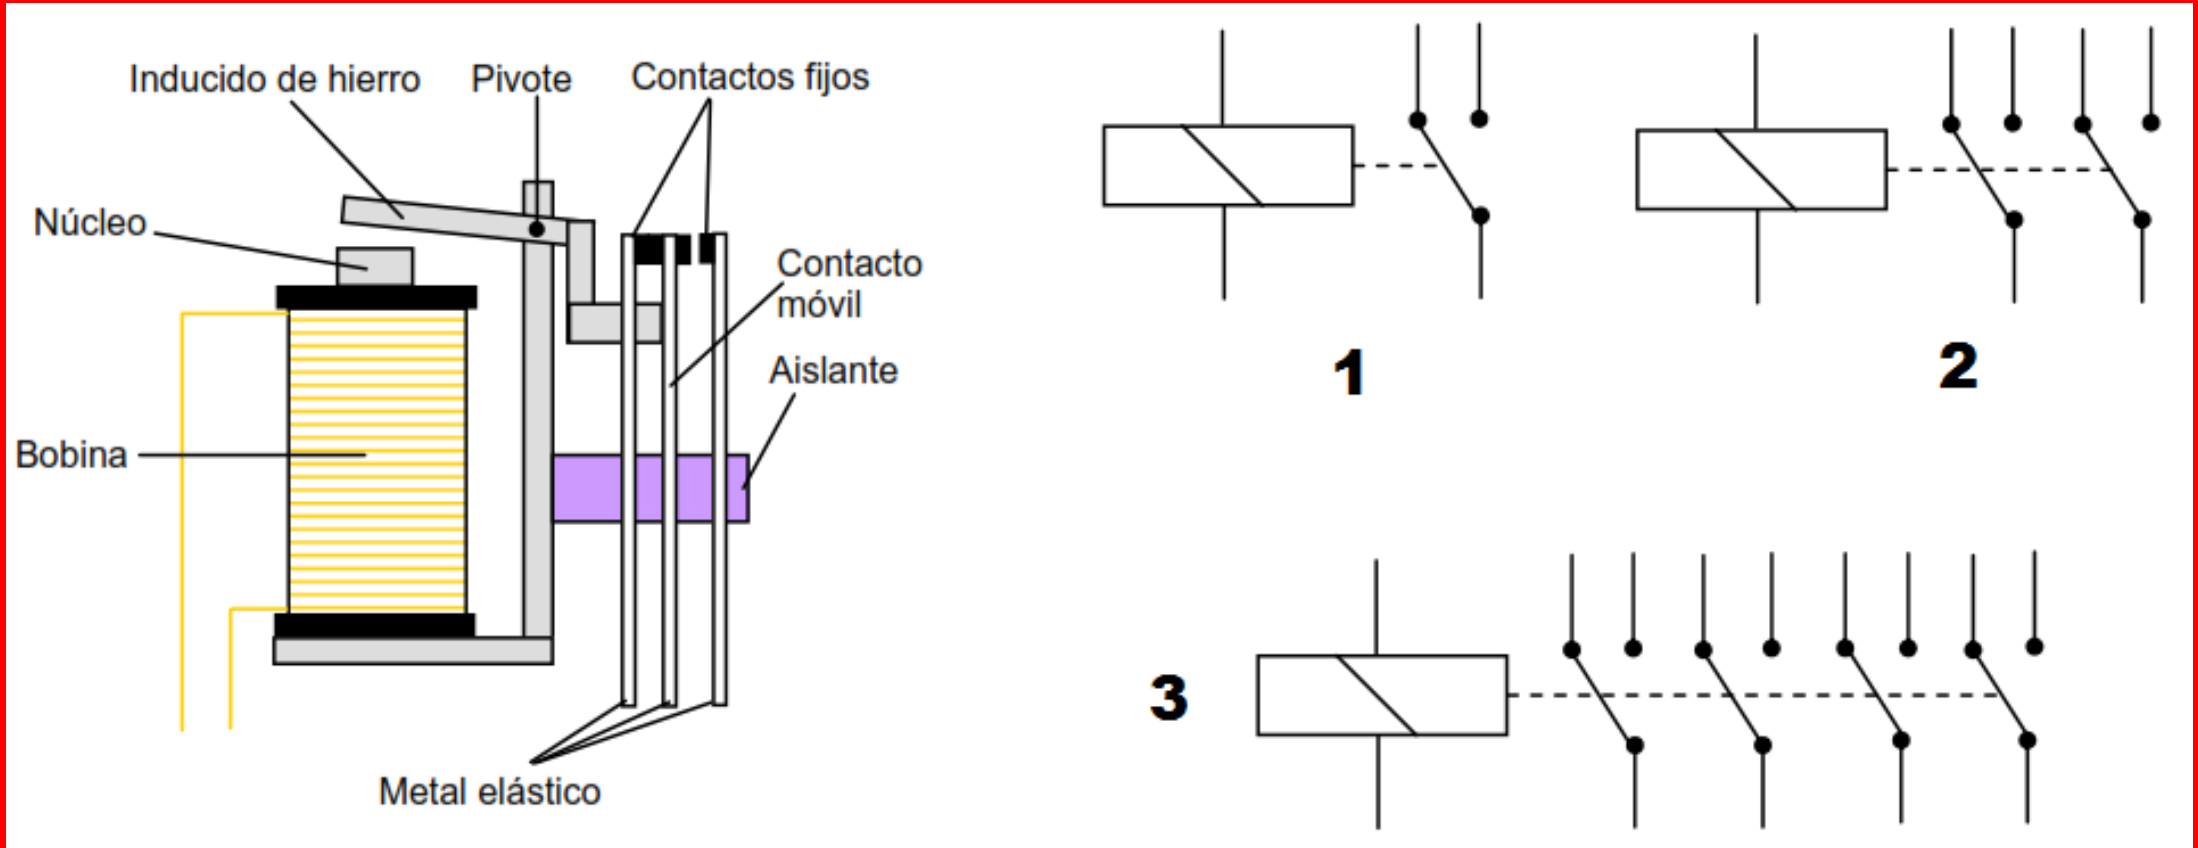 Inducido de hierro
Pivote
Contactos fijos
Núcleo
Contacto
móvil
Aislante
Bobina
Metal elástico
1
2
3